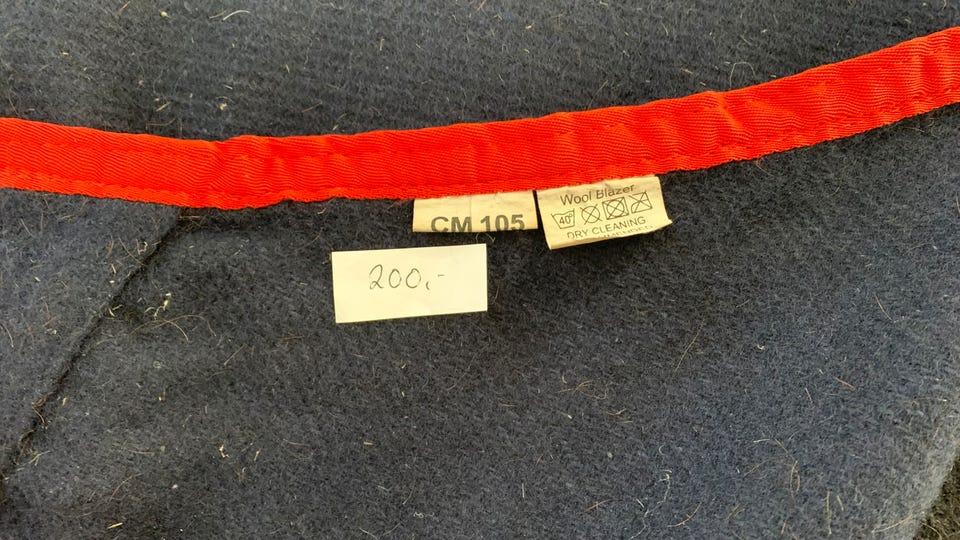 CM 105
Wool Blazer
40°
DRY CLEANING
200,-